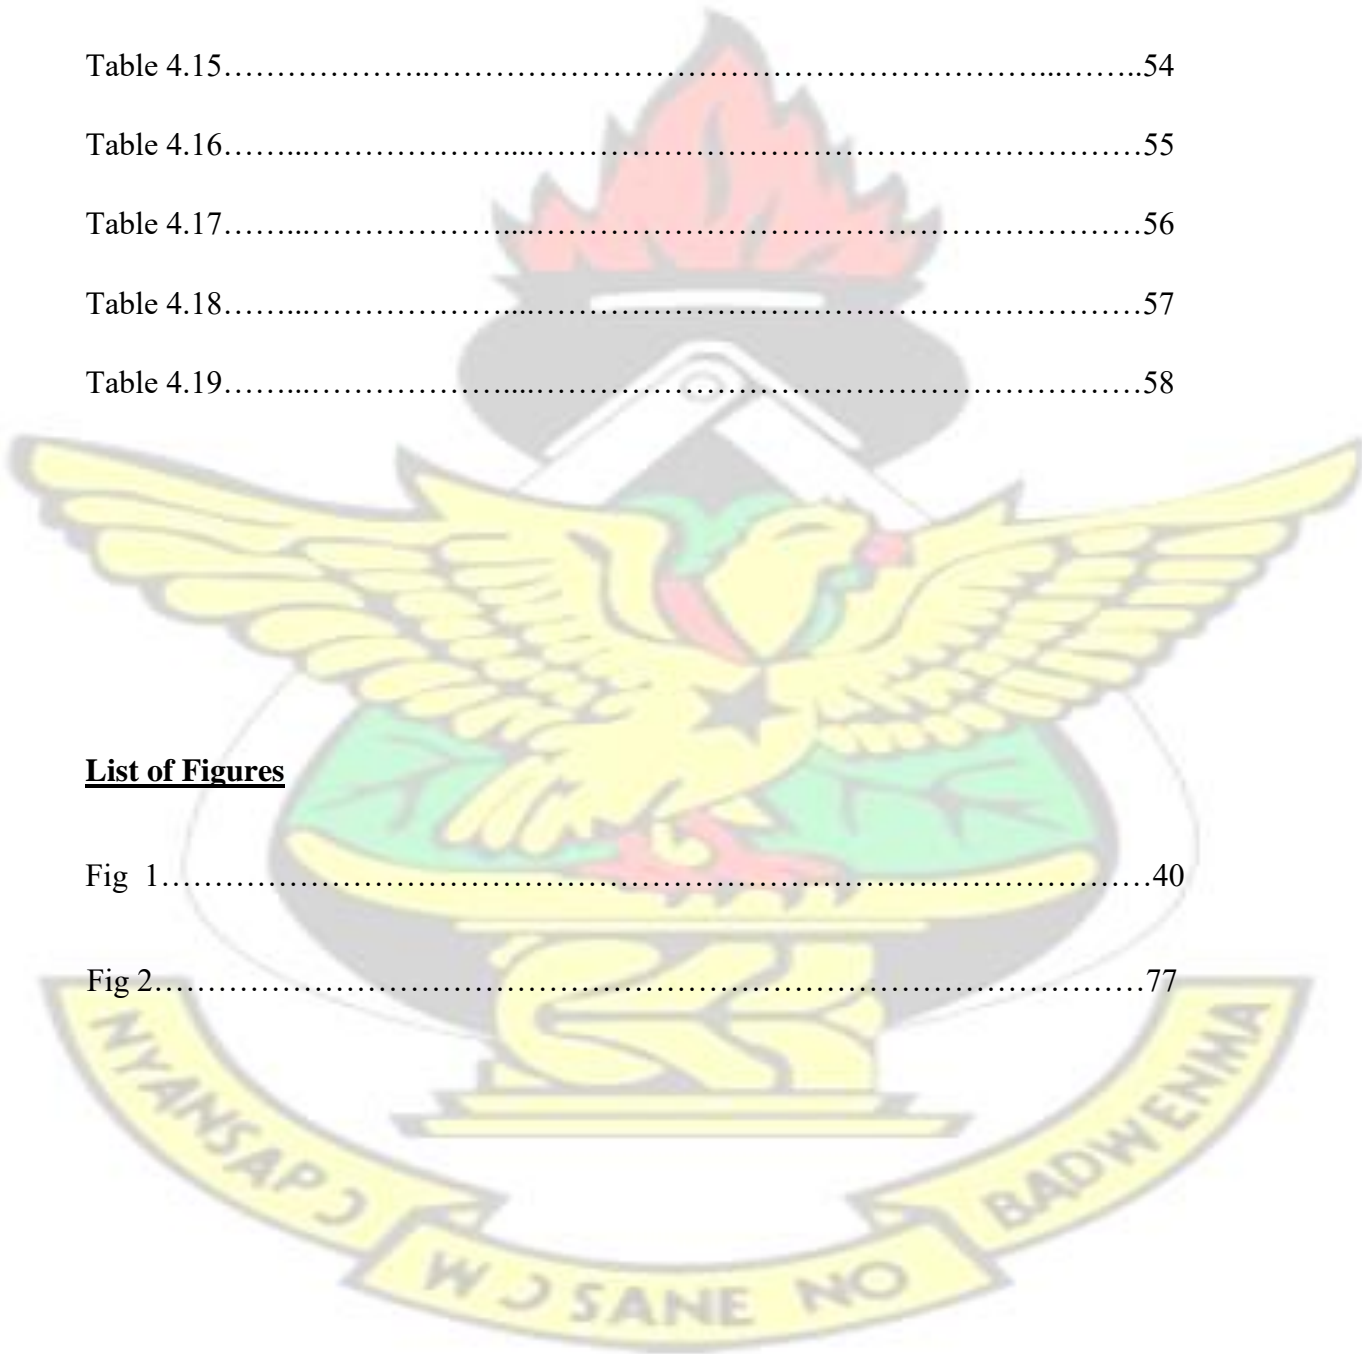 Table 4.15………………..……………………………………………………...……..54
Table 4.16……...………………....…………………………………………………55
Table 4.17……...………………....…………………………………………………56
Table 4.18……...………………....…………………………………………………57
Table 4.19……...………………....…………………………………………………58
List of Figures
Fig  1…………………………………………………………………………………40
Fig 2…………………………………………………………………………………77
NYANSAPƆ WƆSANE NO BADWENMA